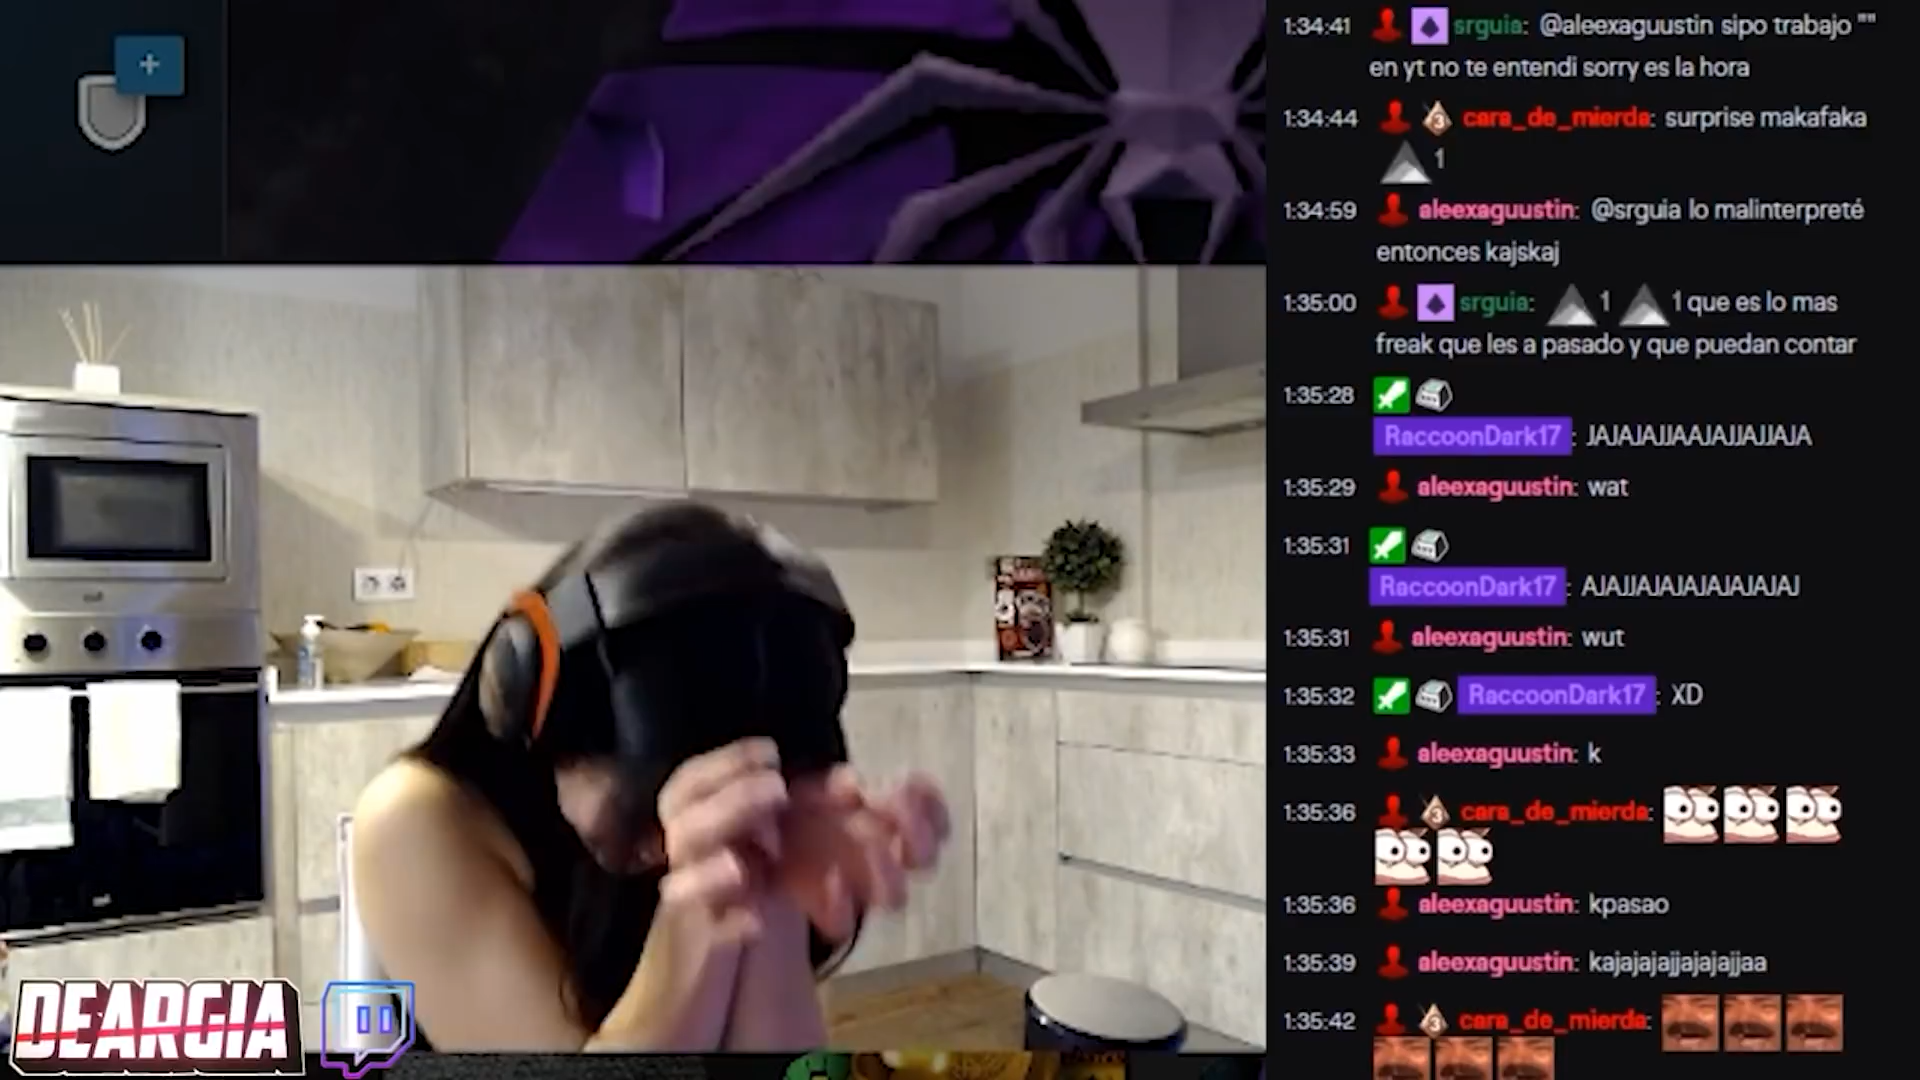 1:34:41 srguia: @aleexaguustin sipo trabajo ""
en yt no te entendi sorry es la hora
1:34:44 3 cara_de_mierda: surprise makafaka
1
1:34:59 aleexaguustin: @srguia lo malinterpreté
entonces kajskaj
1:35:00 srguia: 1 1 que es lo mas
freak que les a pasado y que puedan contar
1:35:28
RaccoonDark17: JAJAJAJJAAJAJJAJJAJA
1:35:29 aleexaguustin: wat
1:35:31
RaccoonDark17: AJAJJAJAJAJAJAJAJAJ
1:35:31 aleexaguustin: wut
1:35:32 RaccoonDark17: XD
1:35:33 aleexaguustin: k
1:35:36 3 cara_de_mierda:
1:35:36 aleexaguustin: kpasao
1:35:39 aleexaguustin: kajajajajjajajajjaa
1:35:42 3 cara_de_mierda:
DEARGIA